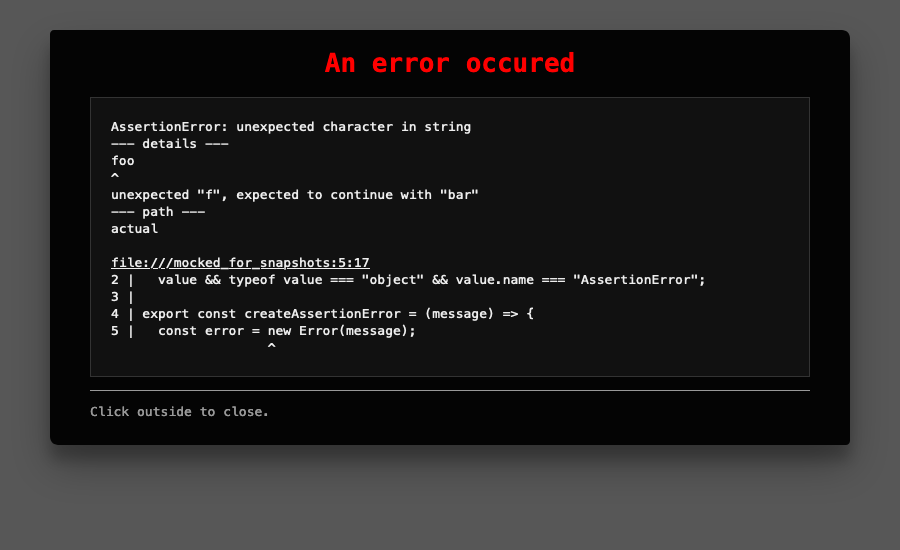 An error occured
AssertionError: unexpected character in string
--- details ---
foo
^
unexpected "f", expected to continue with "bar"
--- path ---
actual

file:///mocked_for_snapshots:5:17
2 |   value && typeof value === "object" && value.name === "AssertionError";
3 |
4 | export const createAssertionError = (message) => {
5 |   const error = new Error(message);
                    ^
Click outside to close.